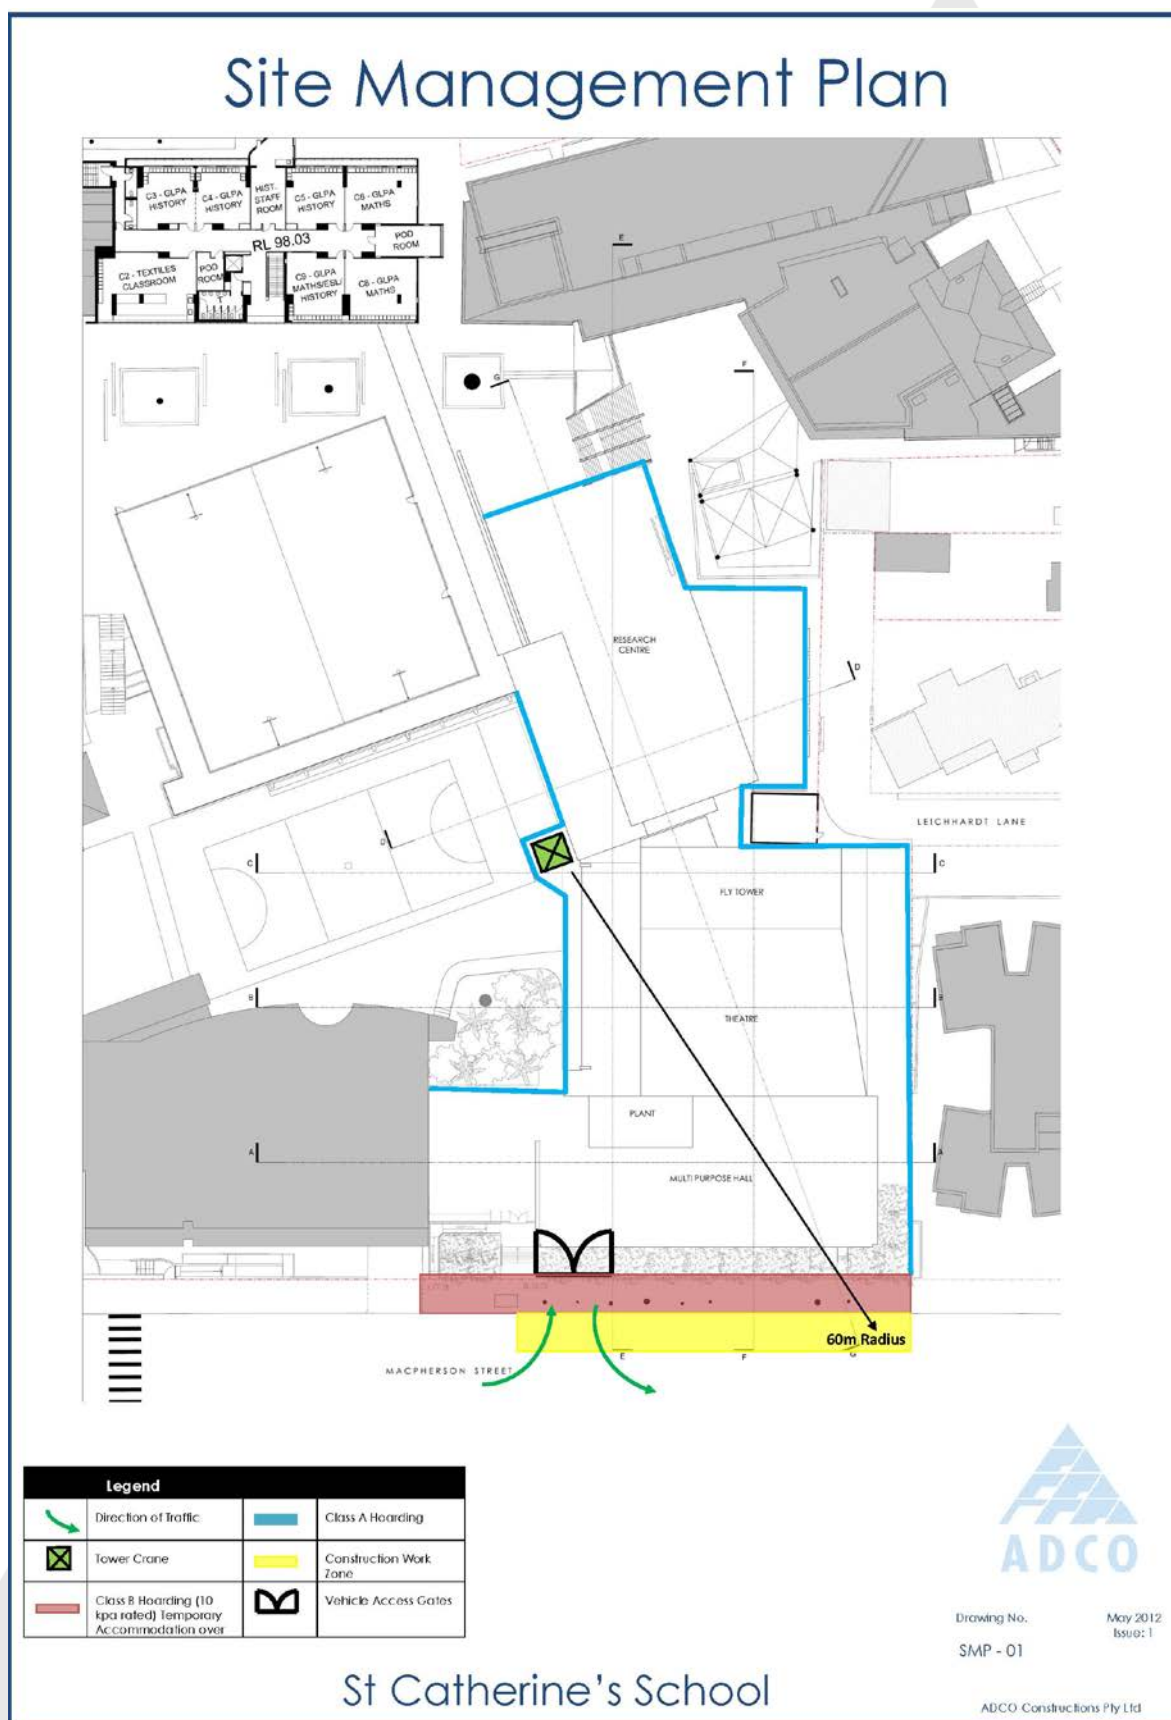 Site Management Plan
C3 - GLPA
HISTORY
C4 - GLPA
HISTORY
HIST.
STAFF
ROOM
C5 - GLPA
HISTORY
C6 - GLPA
MATHS
RL 98.03
POD
ROOM
C2 - TEXTILES
CLASSROOM
POD
ROOM
C9 - GLPA
MATHS/ESL/
HISTORY
C8 - GLPA
MATHS
E
F
G
RESEARCH
CENTRE
D
LEICHHARDT LANE
D
C
C
FLY TOWER
B
B
THEATRE
PLANT
A
A
MULTI PURPOSE HALL
60m Radius
MACPHERSON STREET
E
F
G
Legend
Direction of Traffic
Class A Hoarding
Tower Crane
Construction Work
Zone
Class B Hoarding (10
kpa rated) Temporary
Accommodation over
Vehicle Access Gates
ADCO
Drawing No.
May 2012
Issue: 1
SMP - 01
St Catherine's School
ADCO Constructions Pty Ltd